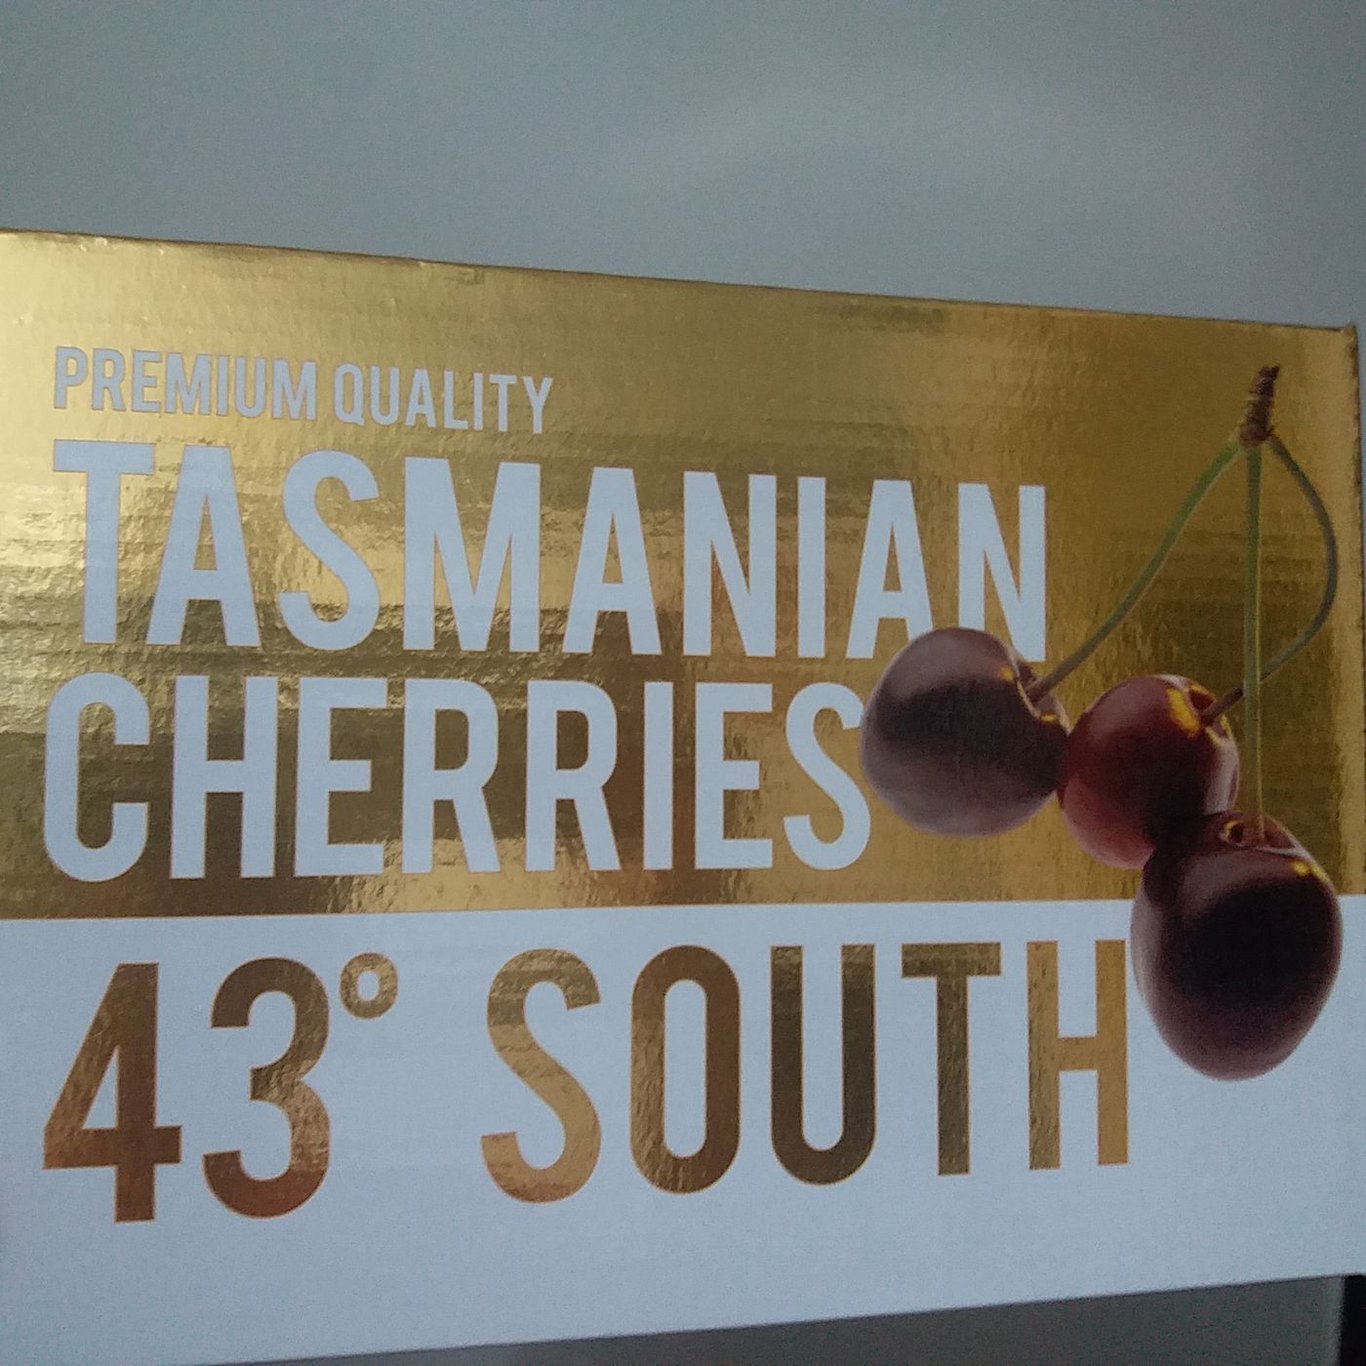 PREMIUM QUALITY
TASMANIAN
CHERRIES
43° SOUTH